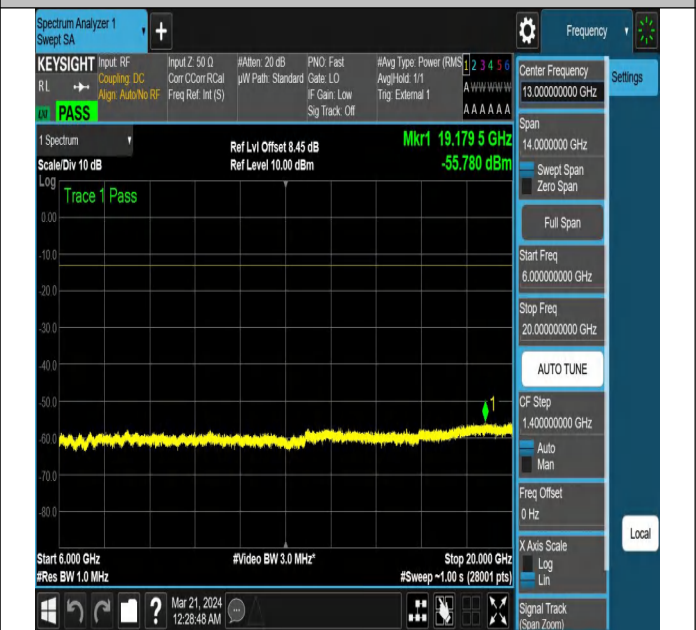 Spectrum Analyzer 1
Swept SA
+
Frequency
KEYSIGHT
RL
PASS
Input: RF
Coupling: DC
Align: Auto/No RF
Input Z: 50 Ω
Corr CCorr RCal
Freq Ref: Int (S)
#Atten: 20 dB
µW Path: Standard
PNO: Fast
Gate: LO
IF Gain: Low
Sig Track: Off
#Avg Type: Power (RMS
Avg|Hold: 1/1
Trig: External 1
1 2 3 4 5 6
A W W W W W
A A A A A A
1 Spectrum
Scale/Div 10 dB
Log
Ref Lvl Offset 8.45 dB
Ref Level 10.00 dBm
Mkr1 19.179 5 GHz
-55.780 dBm
Trace 1 Pass
0.00
-10.0
-20.0
-30.0
-40.0
-50.0
-60.0
-70.0
-80.0
1
Start 6.000 GHz
#Res BW 1.0 MHz
#Video BW 3.0 MHz*
Stop 20.000 GHz
#Sweep ~1.00 s (28001 pts)
Mar 21, 2024
12:28:48 AM
Center Frequency
13.000000000 GHz
Settings
Span
14.0000000 GHz
Swept Span
Zero Span
Full Span
Start Freq
6.000000000 GHz
Stop Freq
20.000000000 GHz
AUTO TUNE
CF Step
1.400000000 GHz
Auto
Man
Freq Offset
0 Hz
X Axis Scale
Log
Lin
Local
Signal Track
(Span Zoom)